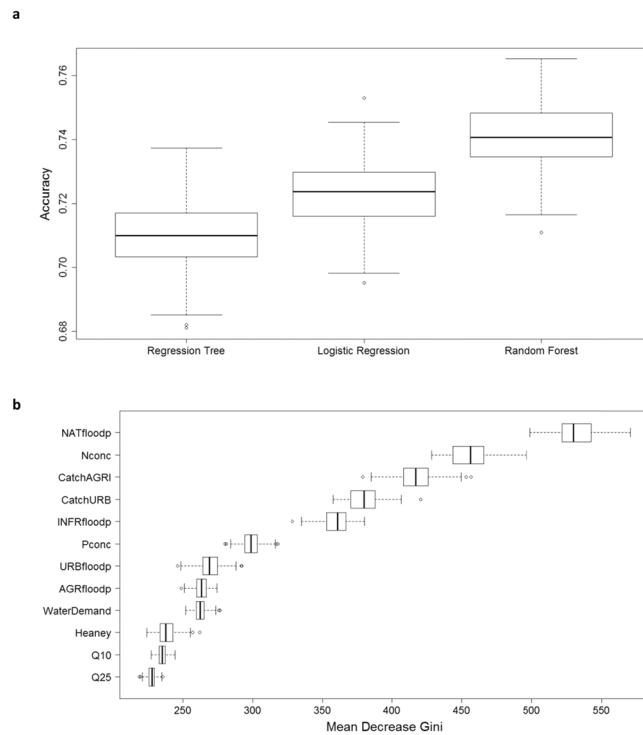 a
0.76
0.74
0.72
0.70
0.68
Accuracy
Regression Tree Logistic Regression Random Forest
b
NATfloodp
Nconc
CatchAGRI
CatchURB
INFRfloodp
Pconc
URBfloodp
AGRfloodp
WaterDemand
Heaney
Q10
Q25
250 300 350 400 450 500 550
Mean Decrease Gini